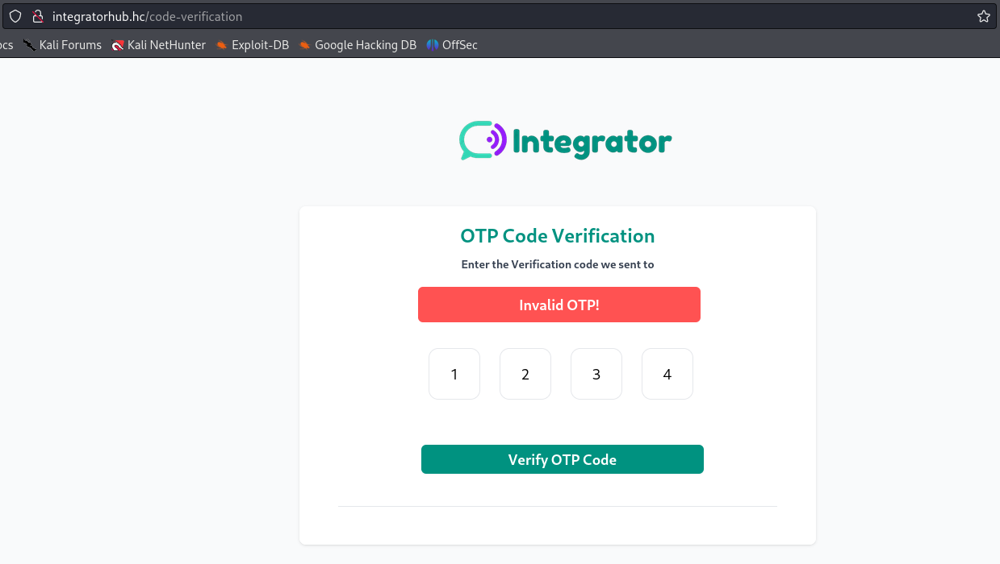 integratorhub.hc/code-verification
ocs Kali Forums Kali NetHunter Exploit-DB Google Hacking DB OffSec
Integrator
OTP Code Verification
Enter the Verification code we sent to
Invalid OTP!
1 2 3 4
Verify OTP Code